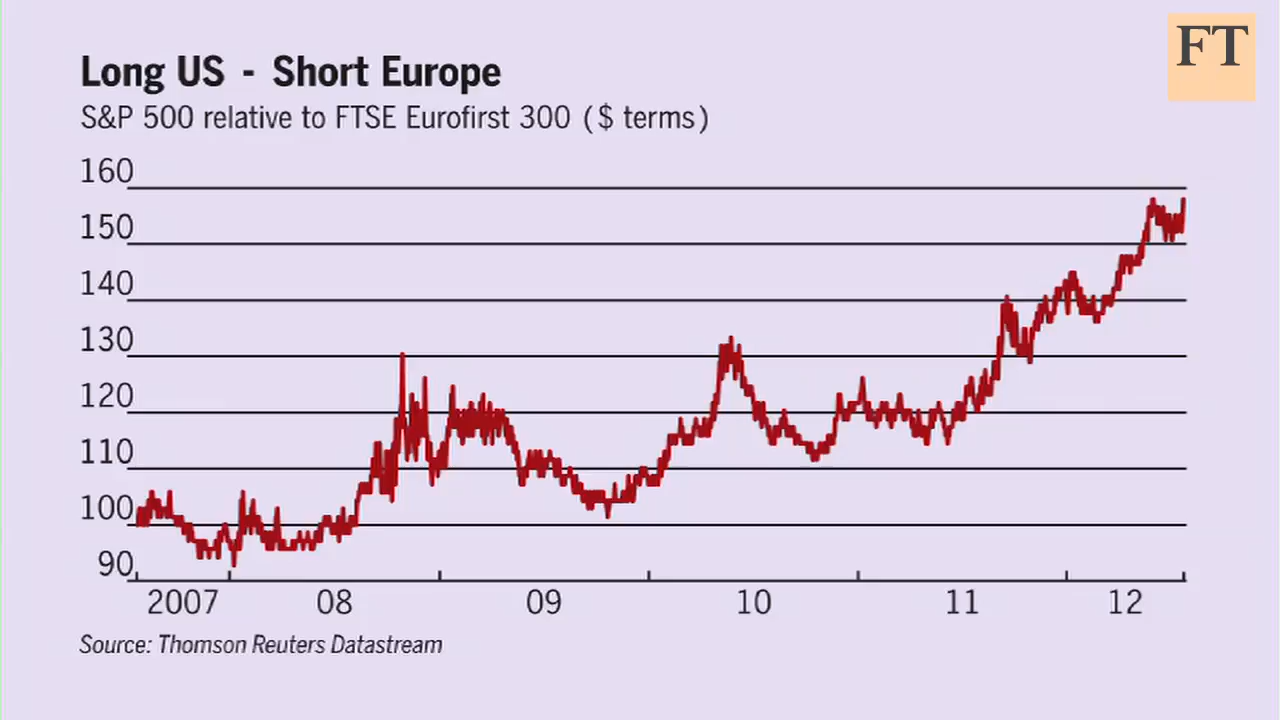 FT
Long US - Short Europe
S&P 500 relative to FTSE Eurofirst 300 ($ terms)
160
150
140
130
120
110
100
90
2007 08 09 10 11 12
Source: Thomson Reuters Datastream